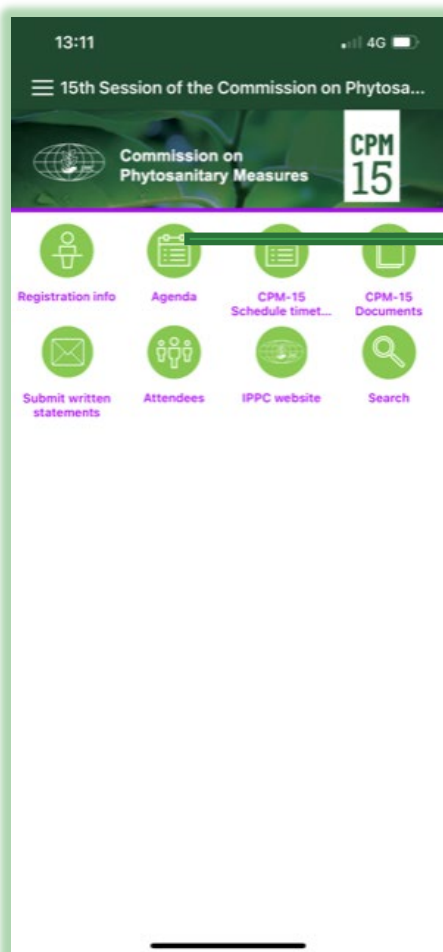 13:11
4G
15th Session of the Commission on Phytosa...
Commission on
Phytosanitary Measures
CPM
15
Registration info
Agenda
CPM-15
Schedule timet...
CPM-15
Documents
Submit written
statements
Attendees
IPPC website
Search